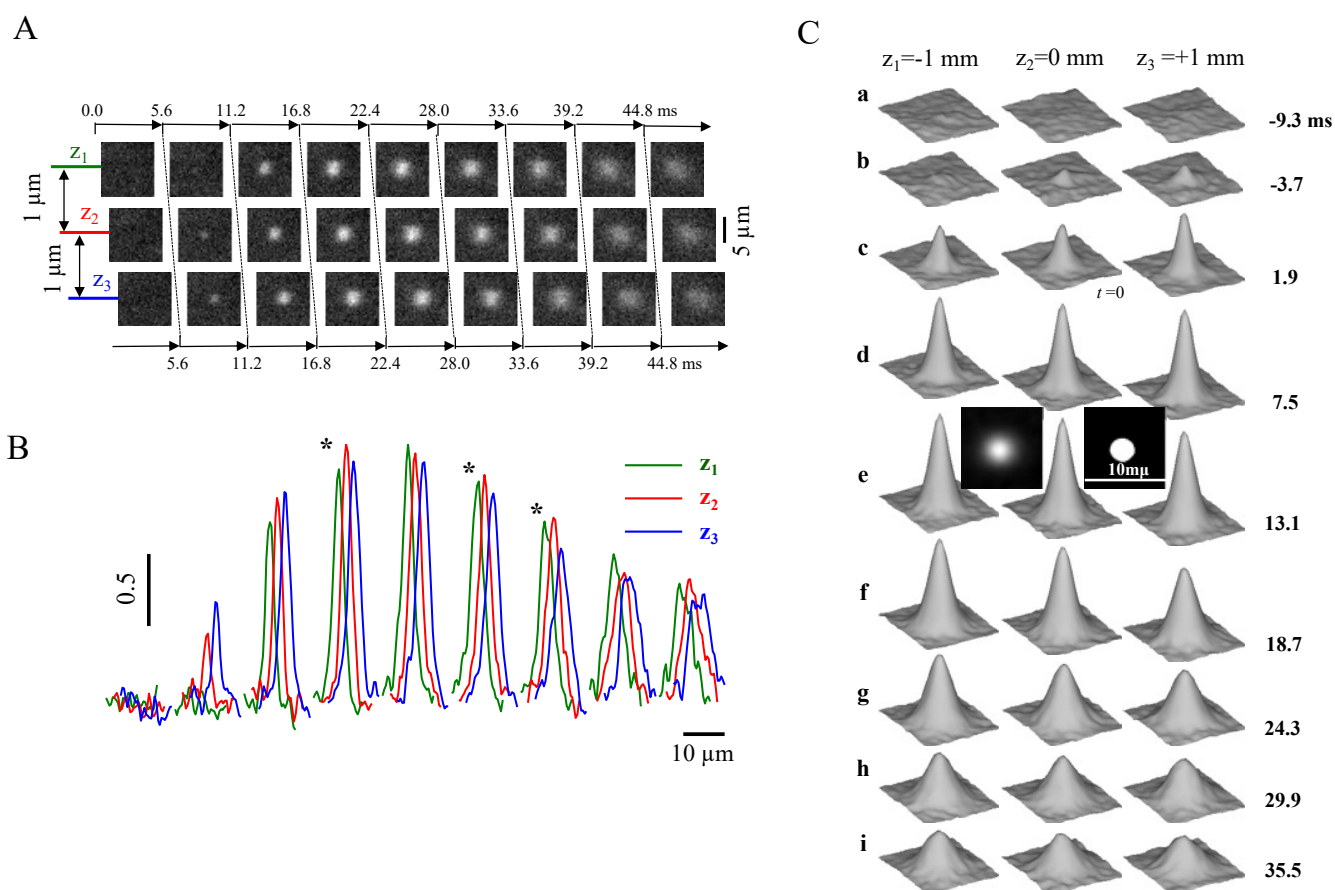 A
0.0 5.6 11.2 16.8 22.4 28.0 33.6 39.2 44.8 ms
z1
1 µm
z2
1 µm
z3
5 µm
5.6 11.2 16.8 22.4 28.0 33.6 39.2 44.8 ms
B
* * *
z1
z2
z3
0.5
10 µm
C
z1=-1 mm z2=0 mm z3 =+1 mm
a -9.3 ms
b -3.7
c 1.9
t =0
d 7.5
e 13.1
10mµ
f 18.7
g 24.3
h 29.9
i 35.5